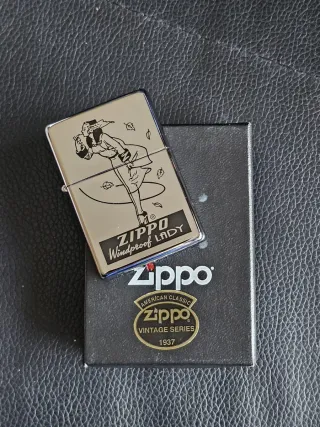 ZIPPO
Windproof LADY
zippo
AMERICAN CLASSIC
zippo
VINTAGE SERIES
1937